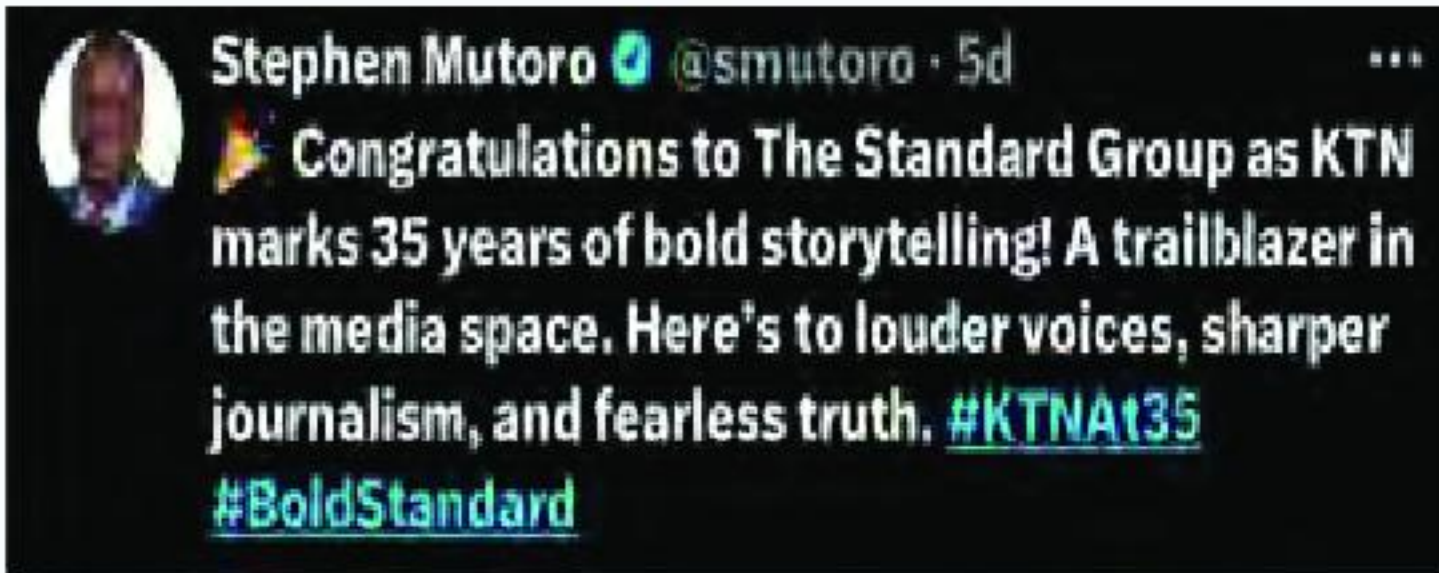 Stephen Mutoro @smutoro · 5d
🎉 Congratulations to The Standard Group as KTN
marks 35 years of bold storytelling! A trailblazer in
the media space. Here's to louder voices, sharper
journalism, and fearless truth. #KTNAt35
#BoldStandard